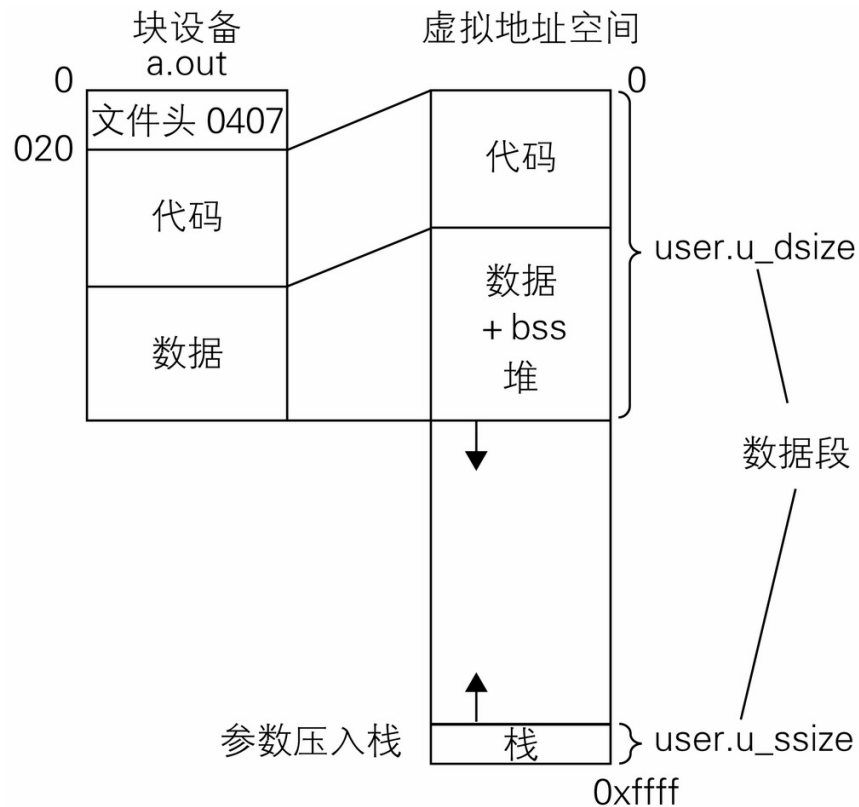 块设备
a.out
虚拟地址空间
0
0
文件头 0407
020
代码
代码
user.u_dsize
数据
+ bss
堆
数据
数据段
参数压入栈
栈
user.u_ssize
0xffff